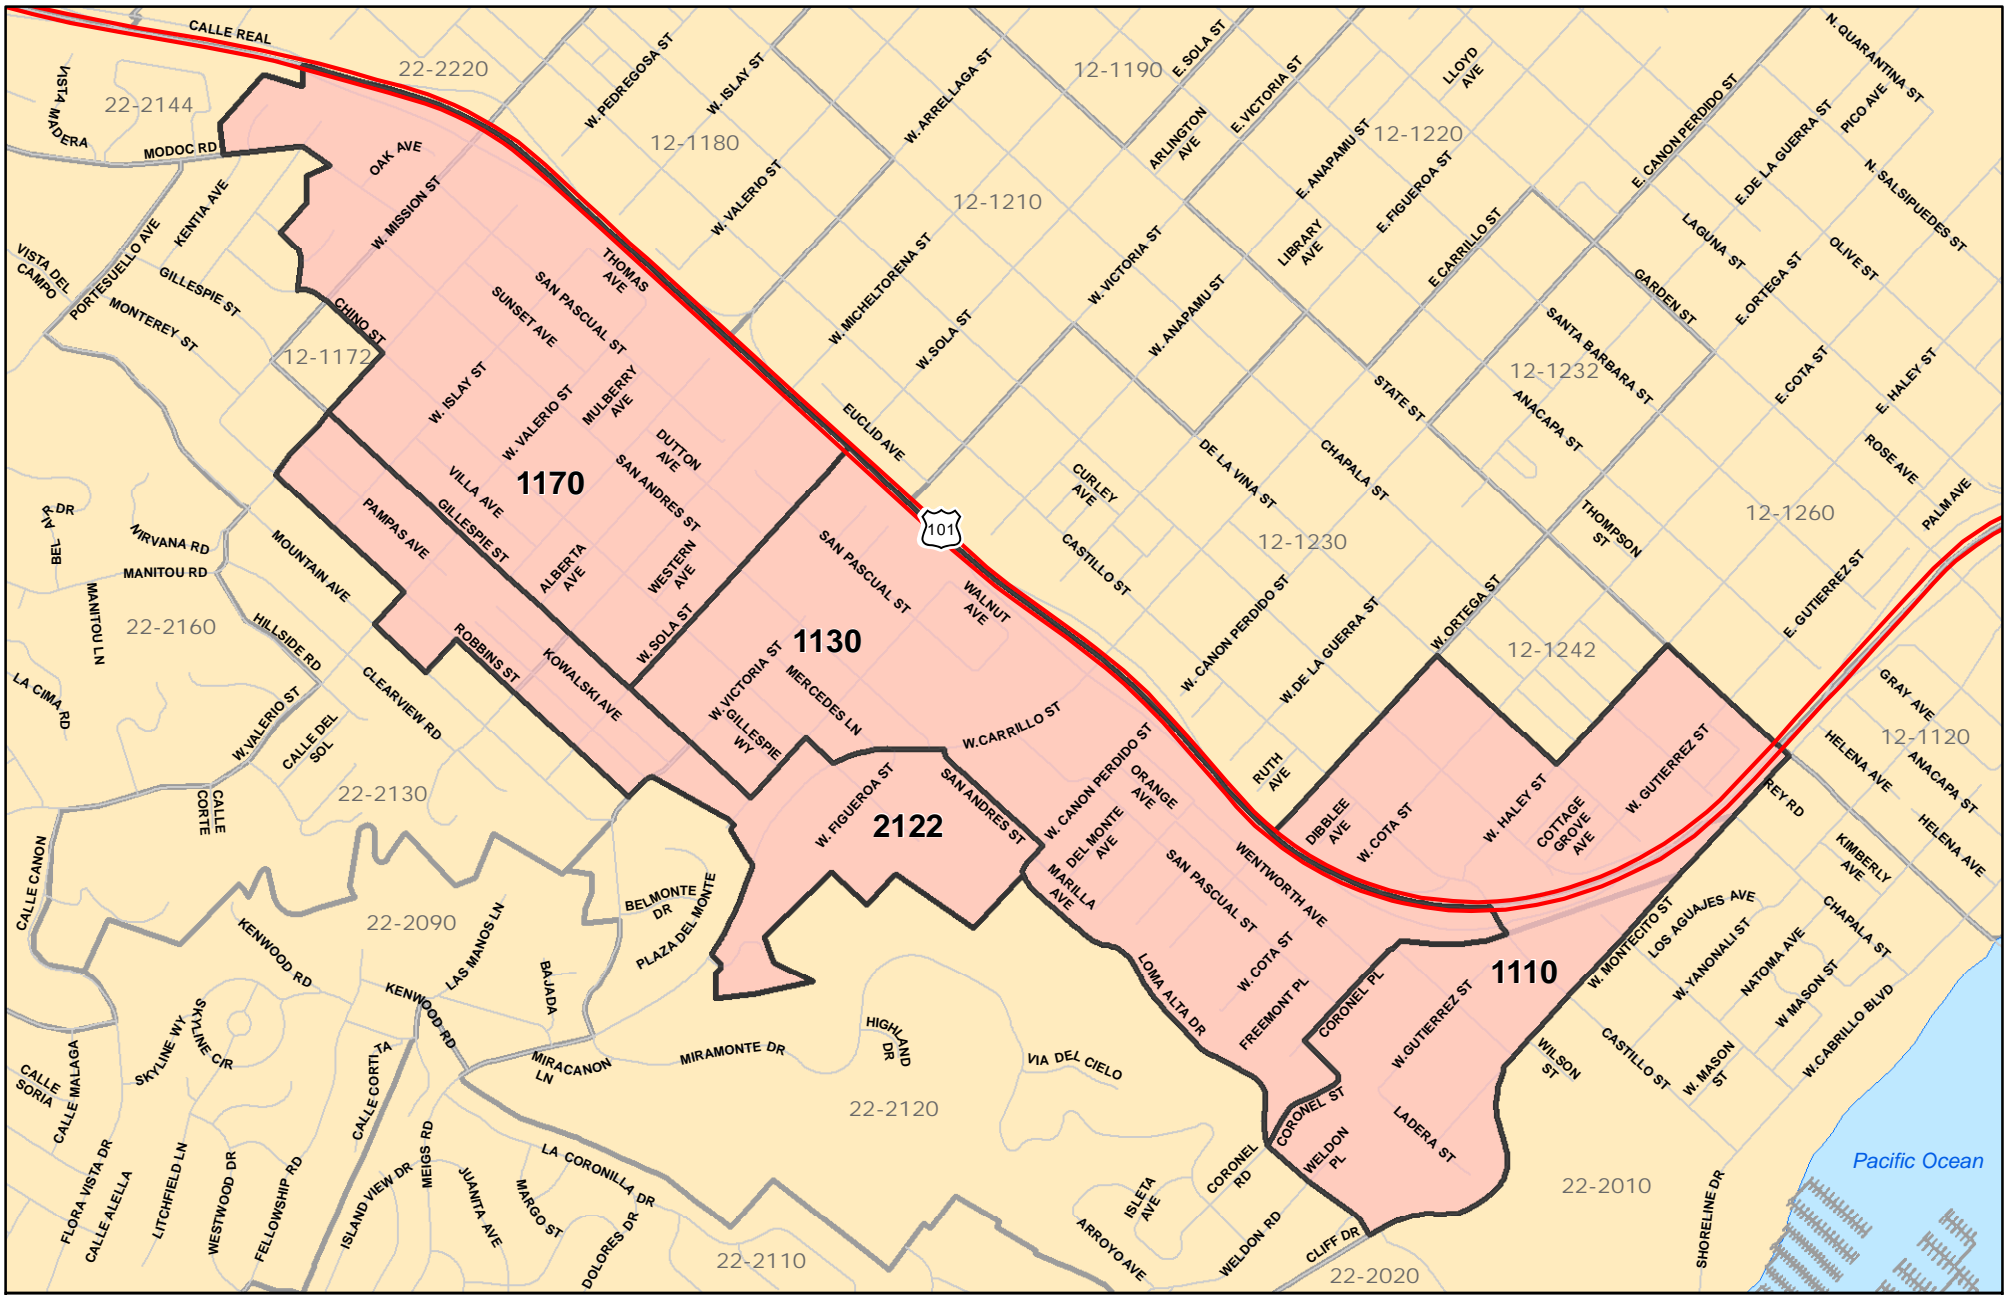 CALLE REAL
22-2220
22-2144
VISTA
MADERA
MODOC RD
OAK AVE
W. MISSION ST
KENTIA AVE
PORTESUELLO AVE
VISTA DEL
CAMPO
GILLESPIE ST
MONTEREY ST
CHINO ST
12-1172
W. PEDREGOSA ST
W. ISLAY ST
12-1180
W. VALERIO ST
W. ARRELLAGA ST
12-1190
E. SOLA ST
ARLINGTON
AVE
E. VICTORIA ST
LLOYD
AVE
12-1220
E. ANAPAMU ST
E. FIGUEROA ST
LIBRARY
AVE
E. CARRILLO ST
E. CANON PERDIDO ST
N. QUARANTINA ST
PICO AVE
E. DE LA GUERRA ST
N. SALSIPUEDES ST
LAGUNA ST
OLIVE ST
GARDEN ST
E. ORTEGA ST
12-1210
W. MICHELTORENA ST
W. SOLA ST
W. VICTORIA ST
W. ANAPAMU ST
THOMAS
AVE
SAN PASCUAL ST
SUNSET AVE
W. ISLAY ST
W. VALERIO ST
MULBERRY
AVE
DUTTON
AVE
SAN ANDRES ST
VILLA AVE
1170
GILLESPIE ST
PAMPAS AVE
ALBERTA
AVE
WESTERN
AVE
W. SOLA ST
EUCLID AVE
101
CURLEY
AVE
CASTILLO ST
DE LA VINA ST
CHAPALA ST
STATE ST
SANTA BARBARA ST
12-1232
ANACAPA ST
E. COTA ST
E. HALEY ST
ROSE AVE
PALM AVE
12-1260
THOMPSON
ST
12-1230
E. GUTIERREZ ST
BEL AIR DR
NIRVANA RD
MANITOU RD
MANITOU LN
MOUNTAIN AVE
22-2160
HILLSIDE RD
LA CIMA RD
W. VALERIO ST
CALLE DEL
SOL
CLEARVIEW RD
ROBBINS ST
KOWALSKI AVE
SAN PASCUAL ST
WALNUT
AVE
1130
W. VICTORIA ST
MERCEDES LN
GILLESPIE
WY
W. CARRILLO ST
W. CANON PERDIDO ST
W. DE LA GUERRA ST
W. ORTEGA ST
12-1242
GRAY AVE
12-1120
HELENA AVE
ANACAPA ST
HELENA AVE
REY RD
KIMBERLY
AVE
CHAPALA ST
22-2130
CALLE
CORTE
CALLE CANON
W. FIGUEROA ST
2122
SAN ANDRES ST
W. CANON PERDIDO ST
ORANGE
AVE
DEL MONTE
AVE
MARILLA
AVE
SAN PASCUAL ST
WENTWORTH AVE
RUTH
AVE
DIBBLEE
AVE
W. COTA ST
W. HALEY ST
COTTAGE
GROVE
AVE
W. GUTIERREZ ST
22-2090
BELMONTE
DR
PLAZA DEL MONTE
KENWOOD RD
LAS MANOS LN
KENWOOD RD
BAJADA
MIRACANON
LN
MIRAMONTE DR
HIGHLAND
DR
VIA DEL CIELO
22-2120
LOMA ALTA DR
W. COTA ST
FREEMONT PL
CORONEL PL
1110
W. GUTIERREZ ST
W. MONTECITO ST
LOS AGUAJES AVE
W. YANONALI ST
NATOMA AVE
W MASON ST
W. CABRILLO BLVD
WILSON
ST
CASTILLO ST
W. MASON
ST
SKYLINE WY
SKYLINE CIR
CALLE
SORIA
CALLE MALAGA
CALLE CORTITA
FLORA VISTA DR
CALLE ALELLA
LITCHFIELD LN
WESTWOOD DR
FELLOWSHIP RD
ISLAND VIEW DR
MEIGS RD
JUANITA AVE
MARGO ST
LA CORONILLA DR
DOLORES DR
22-2110
ARROYO AVE
ISLETA
AVE
CORONEL
RD
WELDON RD
CORONEL ST
WELDON
PL
LADERA ST
CLIFF DR
22-2020
22-2010
SHORELINE DR
Pacific Ocean